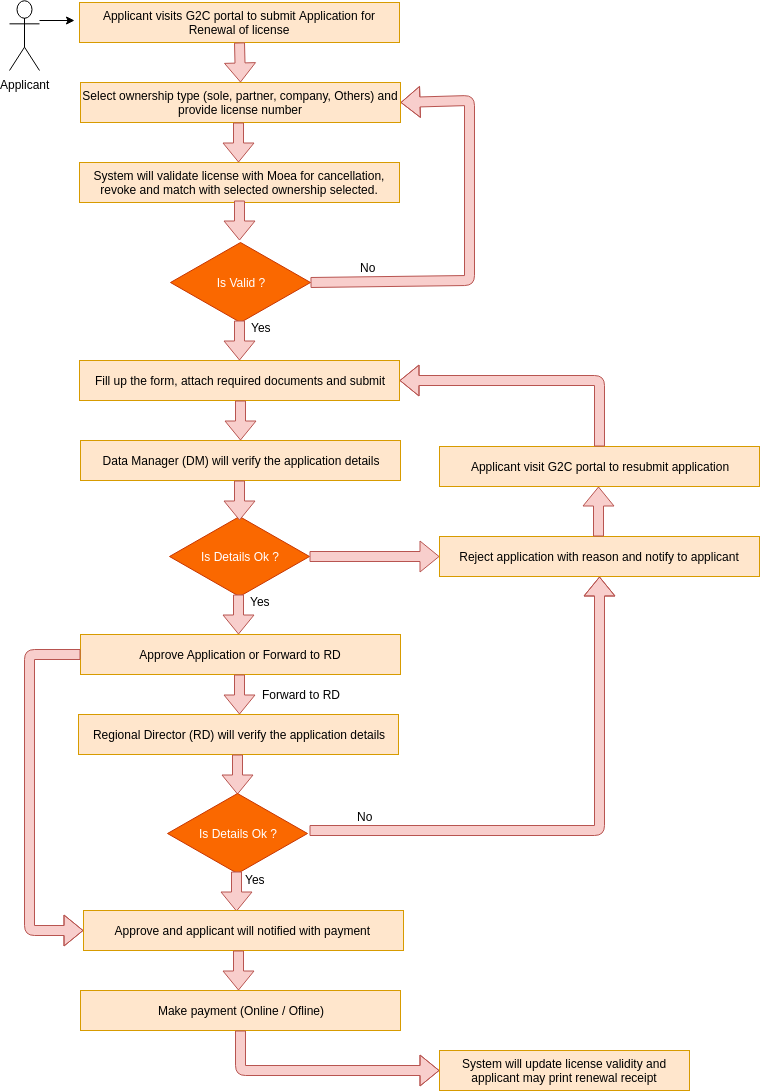 Applicant visits G2C portal to submit Application for
Renewal of license
Applicant
Select ownership type (sole, partner, company, Others) and
provide license number
System will validate license with Moea for cancellation,
revoke and match with selected ownership selected.
Is Valid ?
No
Yes
Fill up the form, attach required documents and submit
Data Manager (DM) will verify the application details
Applicant visit G2C portal to resubmit application
Is Details Ok ?
Reject application with reason and notify to applicant
Yes
Approve Application or Forward to RD
Forward to RD
Regional Director (RD) will verify the application details
Is Details Ok ?
No
Yes
Approve and applicant will notified with payment
Make payment (Online / Ofline)
System will update license validity and
applicant may print renewal receipt